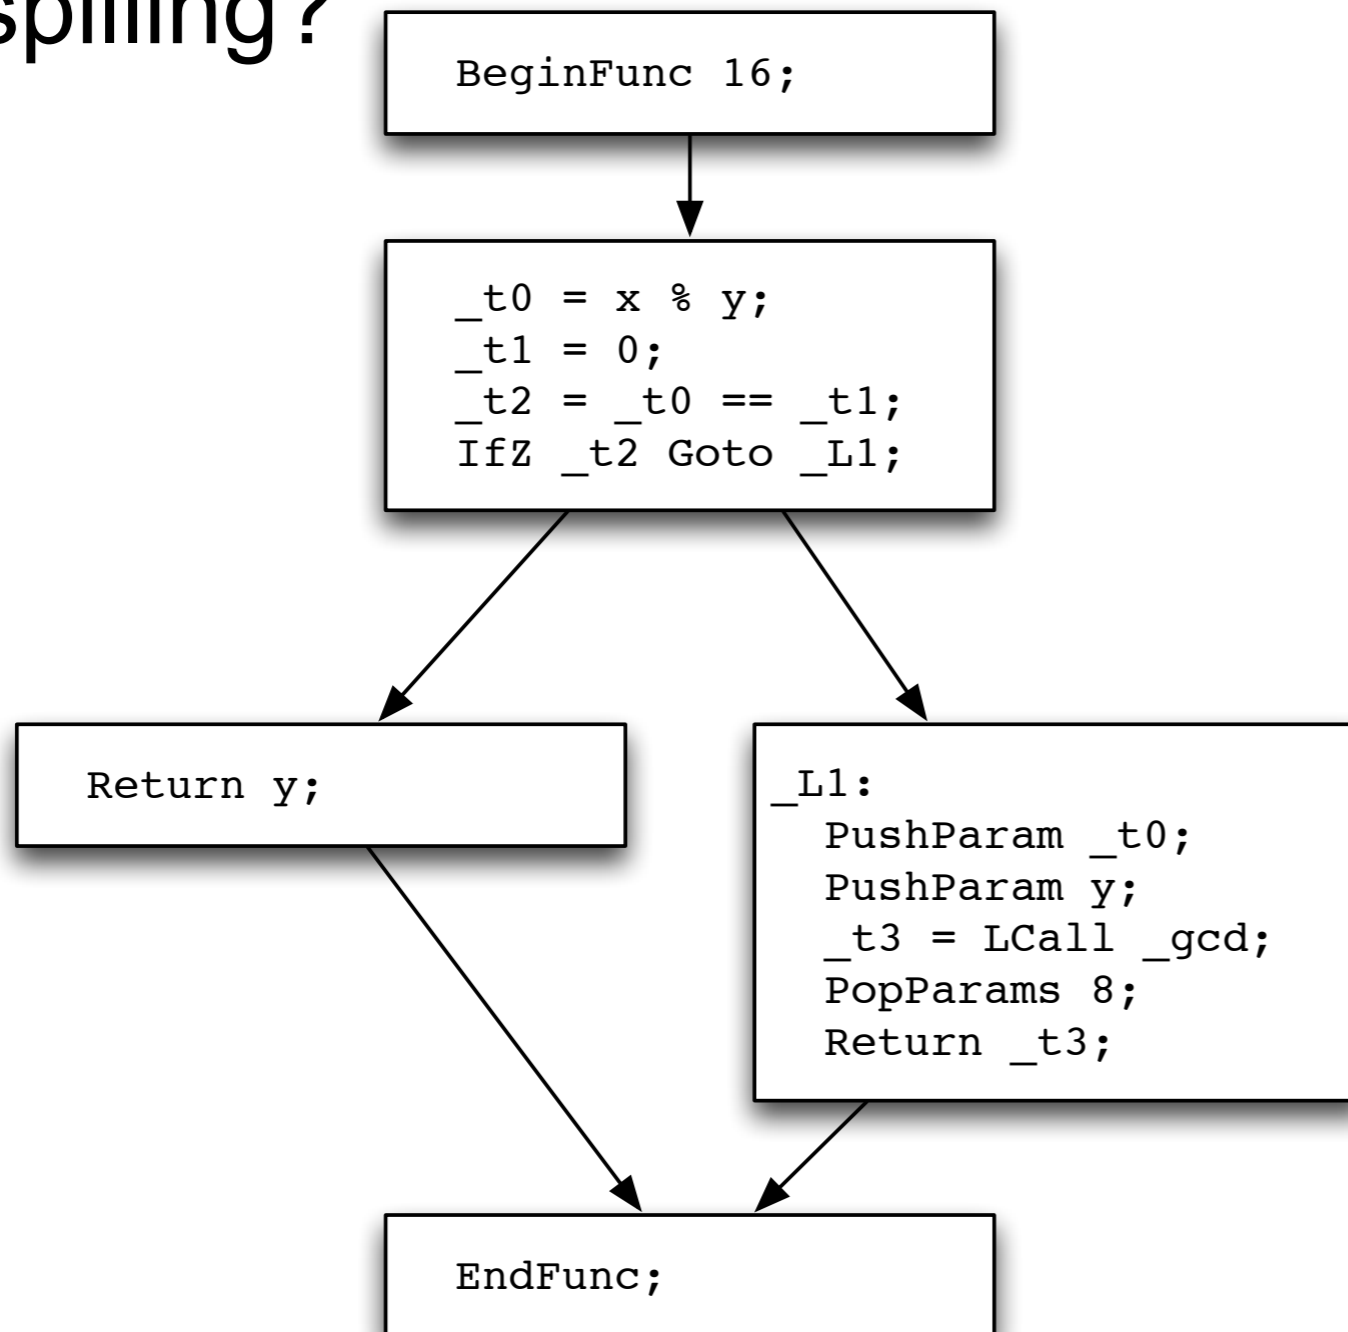 spilling?
BeginFunc 16;
_t0 = x % y;
_t1 = 0;
_t2 = _t0 == _t1;
IfZ _t2 Goto _L1;
Return y;
_L1:
PushParam _t0;
PushParam y;
_t3 = LCall _gcd;
PopParams 8;
Return _t3;
EndFunc;